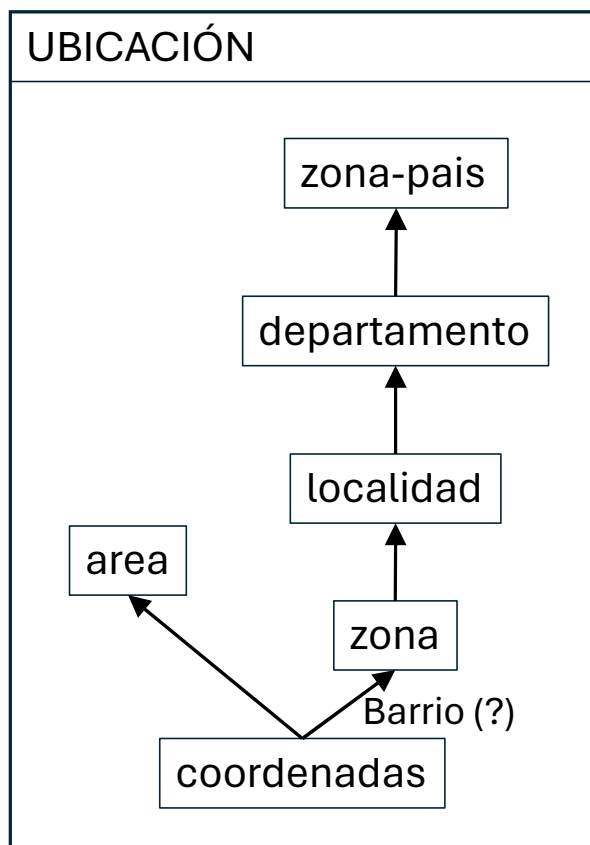 UBICACIÓN
zona-pais
departamento
localidad
area
zona
Barrio (?)
coordenadas